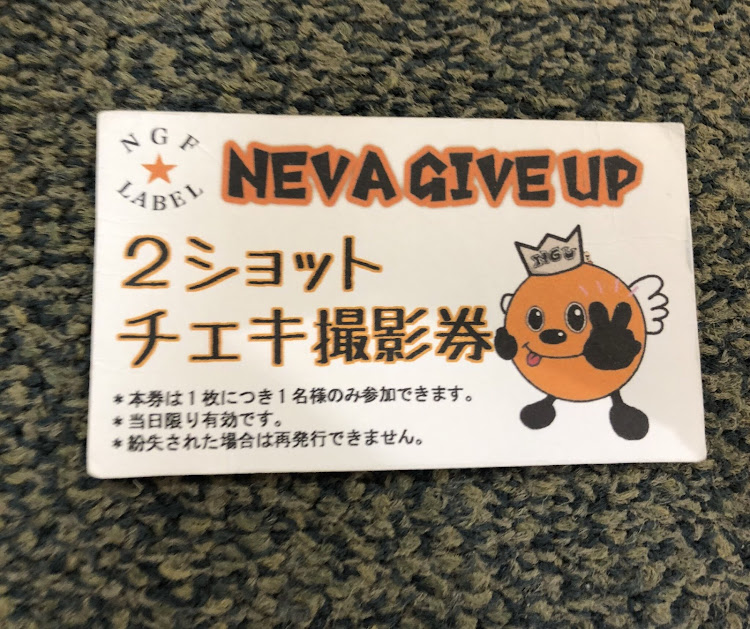 NGF
LABEL
NEVA GIVE UP
2ショット
チェキ撮影券
NGU
*本券は1枚につき1名様のみ参加できます。
*当日限り有効です。
*紛失された場合は再発行できません。